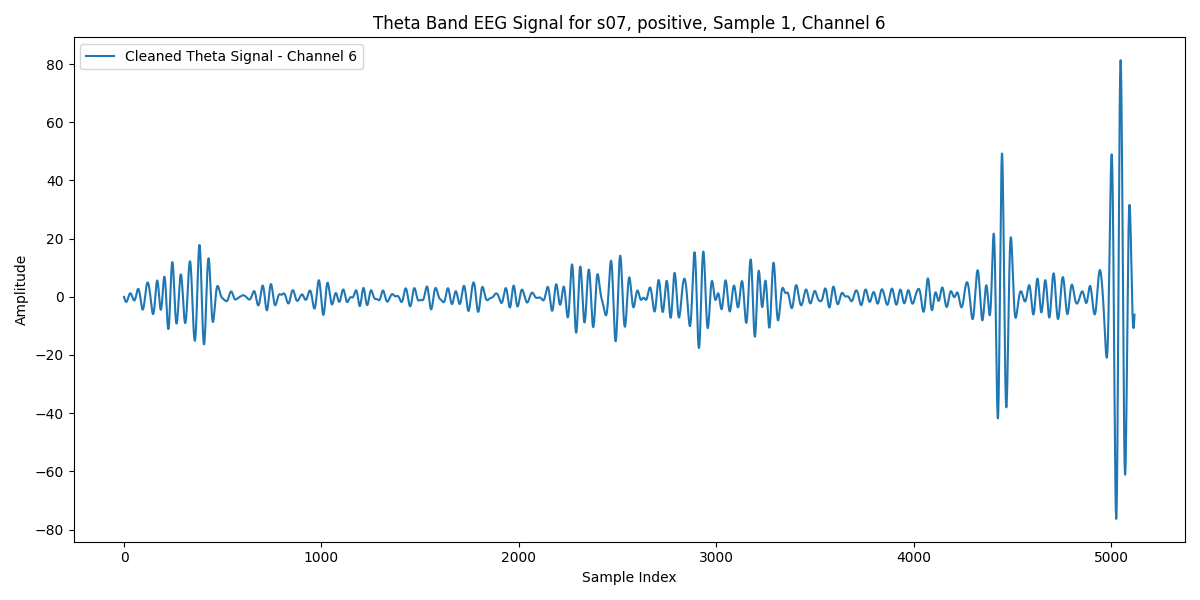 Theta Band EEG Signal for s07, positive, Sample 1, Channel 6
Cleaned Theta Signal - Channel 6
Amplitude
80
60
40
20
0
−20
−40
−60
−80
0 1000 2000 3000 4000 5000
Sample Index